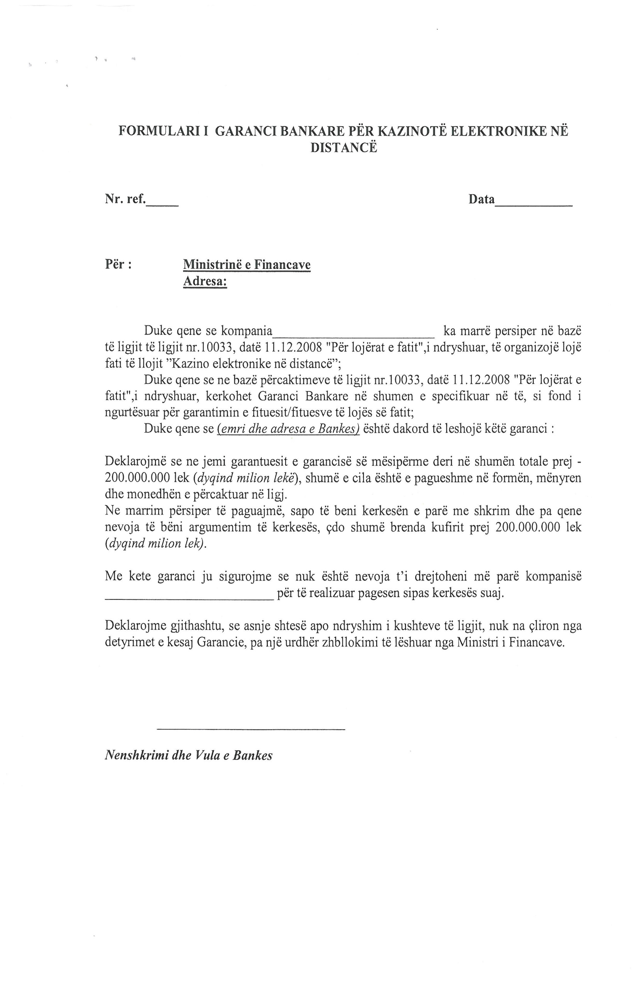 FORMULARI I GARANCI BANKARE PËR KAZINOTË ELEKTRONIKE NË
DISTANCË
Nr. ref._____ Data___________
Për : Ministrinë e Financave
Adresa:
Duke qene se kompania_________________________ ka marrë persiper në bazë
të ligjit të ligjit nr.10033, datë 11.12.2008 "Për lojërat e fatit",i ndryshuar, të organizojë lojë
fati të llojit ”Kazino elektronike në distancë”;
Duke qene se ne bazë përcaktimeve të ligjit nr.10033, datë 11.12.2008 "Për lojërat e
fatit",i ndryshuar, kerkohet Garanci Bankare në shumen e specifikuar në të, si fond i
ngurtësuar për garantimin e fituesit/fituesve të lojës së fatit;
Duke qene se (emri dhe adresa e Bankes) është dakord të leshojë këtë garanci :
Deklarojmë se ne jemi garantuesit e garancisë së mësipërme deri në shumën totale prej -
200.000.000 lek (dyqind milion lekë), shumë e cila është e pagueshme në formën, mënyren
dhe monedhën e përcaktuar në ligj.
Ne marrim përsiper të paguajmë, sapo të beni kerkesën e parë me shkrim dhe pa qene
nevoja të bëni argumentim të kerkesës, çdo shumë brenda kufirit prej 200.000.000 lek
(dyqind milion lek).
Me kete garanci ju sigurojme se nuk është nevoja t’i drejtoheni më parë kompanisë
__________________________ për të realizuar pagesen sipas kerkesës suaj.
Deklarojme gjithashtu, se asnje shtesë apo ndryshim i kushteve të ligjit, nuk na çliron nga
detyrimet e kesaj Garancie, pa një urdhër zhbllokimi të lëshuar nga Ministri i Financave.
Nenshkrimi dhe Vula e Bankes